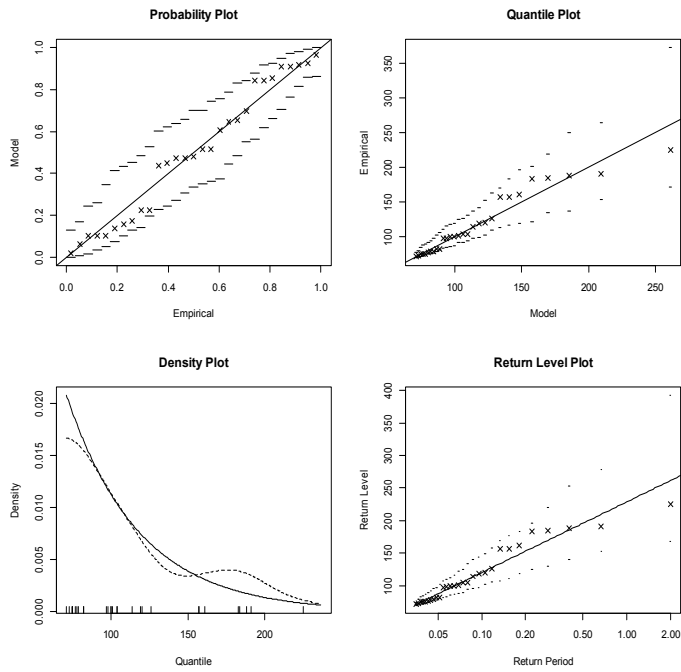 Probability Plot
Model
0.0 0.2 0.4 0.6 0.8 1.0
0.0 0.2 0.4 0.6 0.8 1.0
Empirical
Quantile Plot
Empirical
100 150 200 250 300 350
100 150 200 250
Model
Density Plot
Density
0.000 0.005 0.010 0.015 0.020
100 150 200
Quantile
Return Level Plot
Return Level
100 150 200 250 300 350 400
0.05 0.10 0.20 0.50 1.00 2.00
Return Period